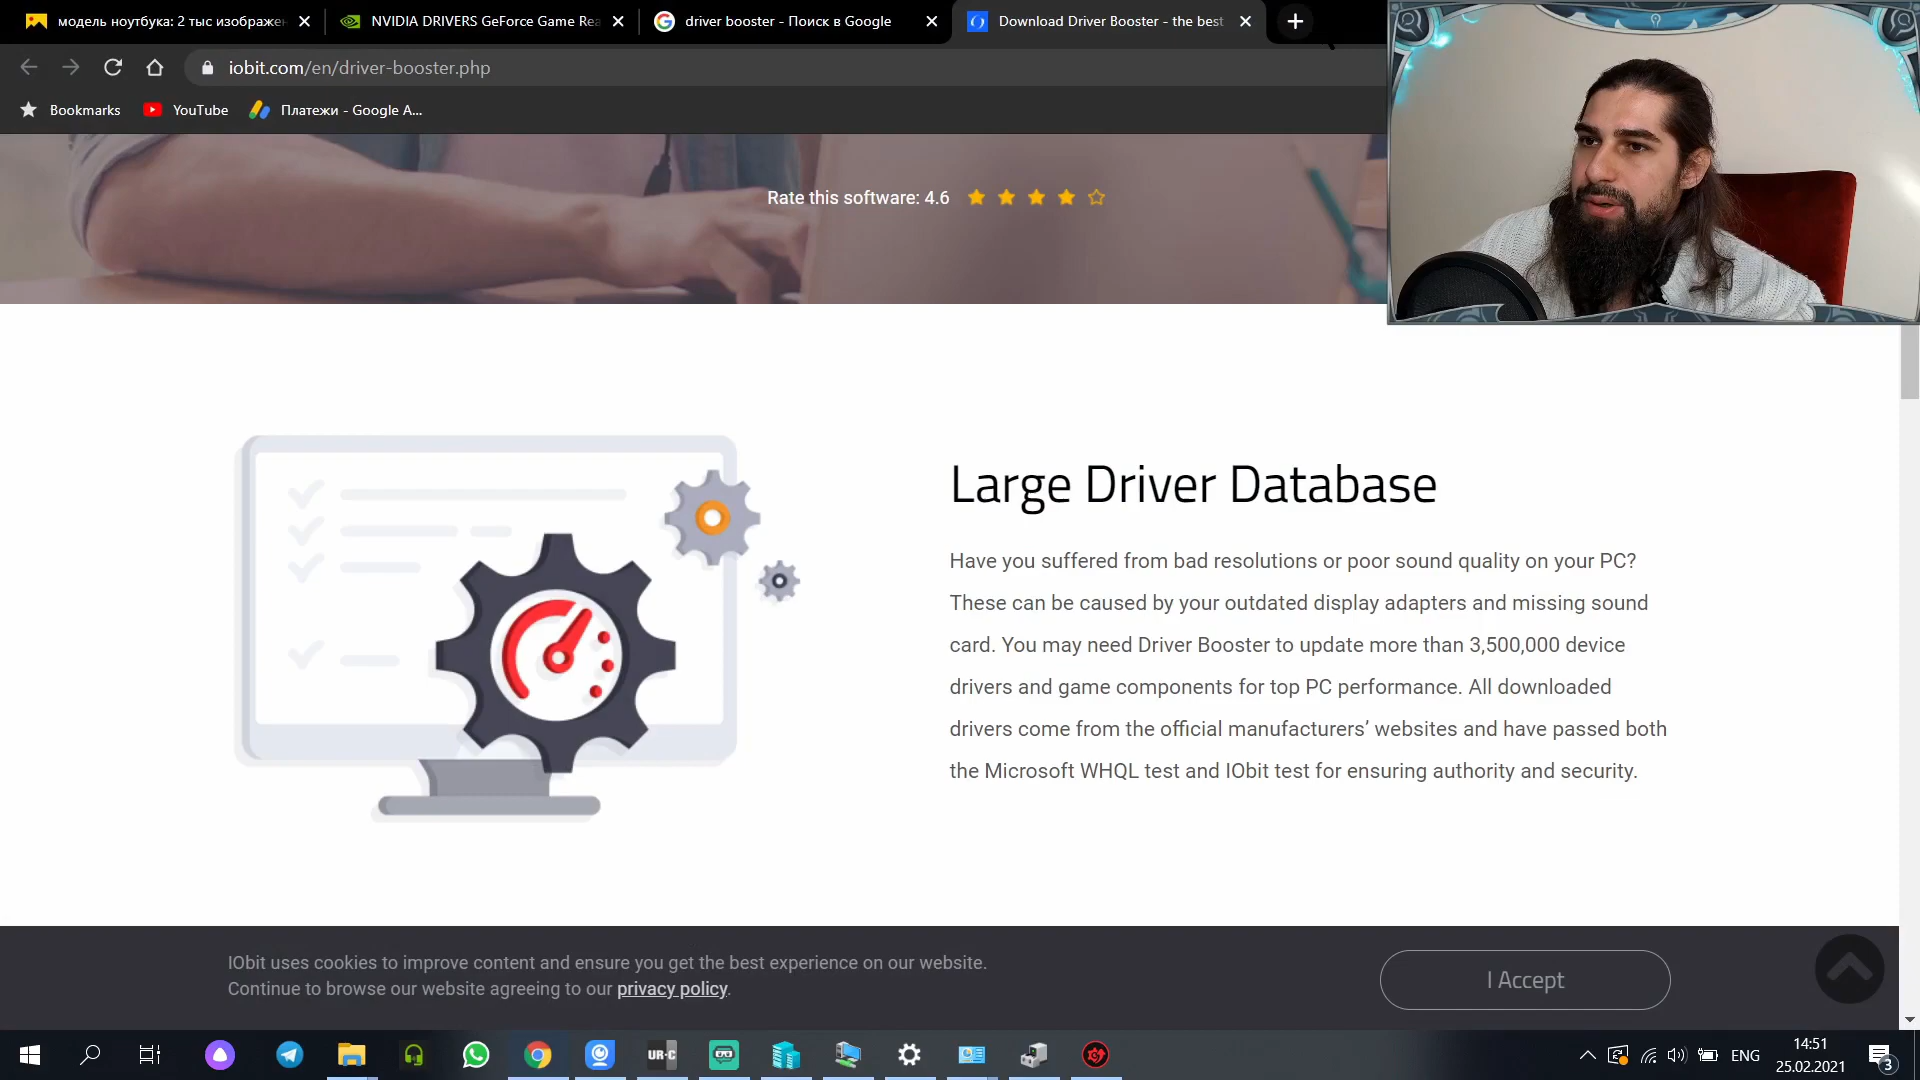 модель ноутбука: 2 тыс изображен
NVIDIA DRIVERS GeForce Game Rea
driver booster - Поиск в Google
Download Driver Booster - the best
iobit.com/en/driver-booster.php
Bookmarks
YouTube
Платежи - Google A...
Rate this software: 4.6
Large Driver Database
Have you suffered from bad resolutions or poor sound quality on your PC?
These can be caused by your outdated display adapters and missing sound
card. You may need Driver Booster to update more than 3,500,000 device
drivers and game components for top PC performance. All downloaded
drivers come from the official manufacturers’ websites and have passed both
the Microsoft WHQL test and IObit test for ensuring authority and security.
IObit uses cookies to improve content and ensure you get the best experience on our website.
Continue to browse our website agreeing to our privacy policy.
I Accept
UR-C
ENG
14:51
25.02.2021
3